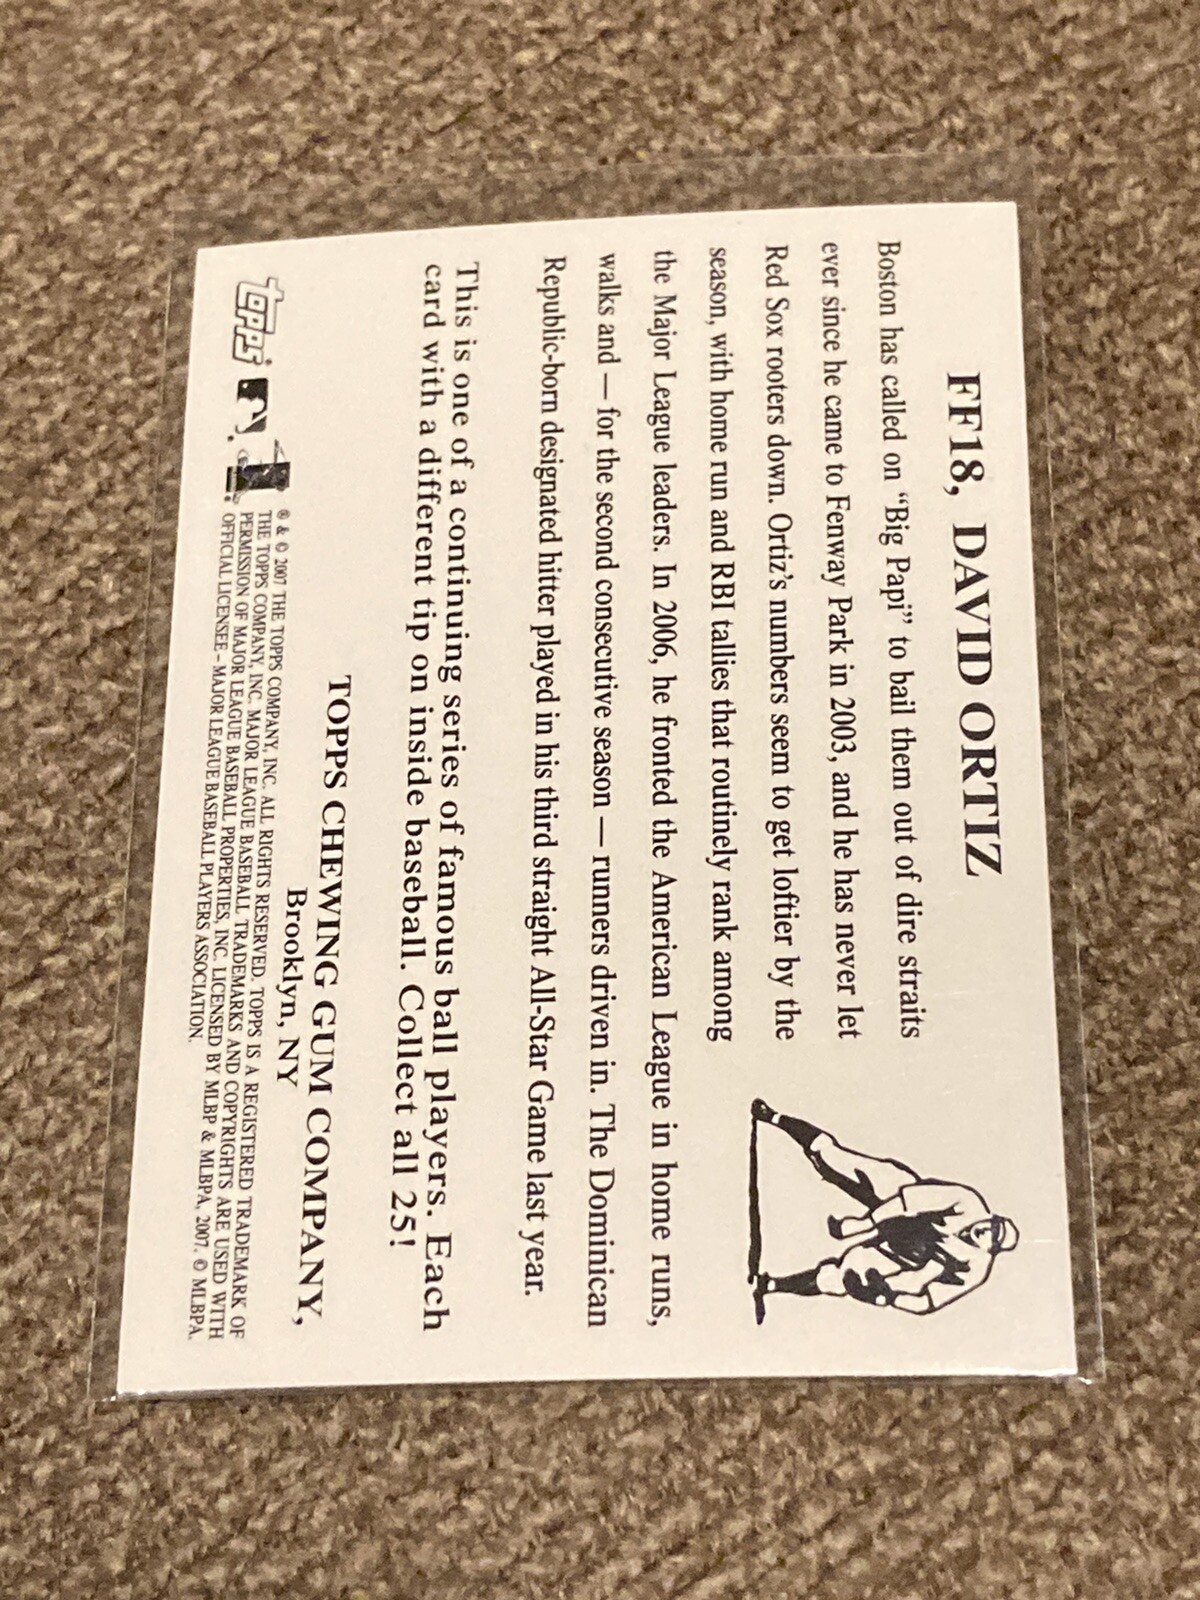 FF18, DAVID ORTIZ
Boston has called on “Big Papi” to bail them out of dire straits
ever since he came to Fenway Park in 2003, and he has never let
Red Sox rooters down. Ortiz’s numbers seem to get loftier by the
season, with home run and RBI tallies that routinely rank among
the Major League leaders. In 2006, he fronted the American League in home runs,
walks and — for the second consecutive season — runners driven in. The Dominican
Republic-born designated hitter played in his third straight All-Star Game last year.
This is one of a continuing series of famous ball players. Each
card with a different tip on inside baseball. Collect all 25!
TOPPS CHEWING GUM COMPANY,
Brooklyn, NY
topps
® & © 2007 THE TOPPS COMPANY, INC. ALL RIGHTS RESERVED. TOPPS IS A REGISTERED TRADEMARK OF
THE TOPPS COMPANY, INC. MAJOR LEAGUE BASEBALL TRADEMARKS AND COPYRIGHTS ARE USED WITH
PERMISSION OF MAJOR LEAGUE BASEBALL PROPERTIES, INC. LICENSED BY MLBP & MLBPA, 2007. © MLBPA.
OFFICIAL LICENSEE – MAJOR LEAGUE BASEBALL PLAYERS ASSOCIATION.